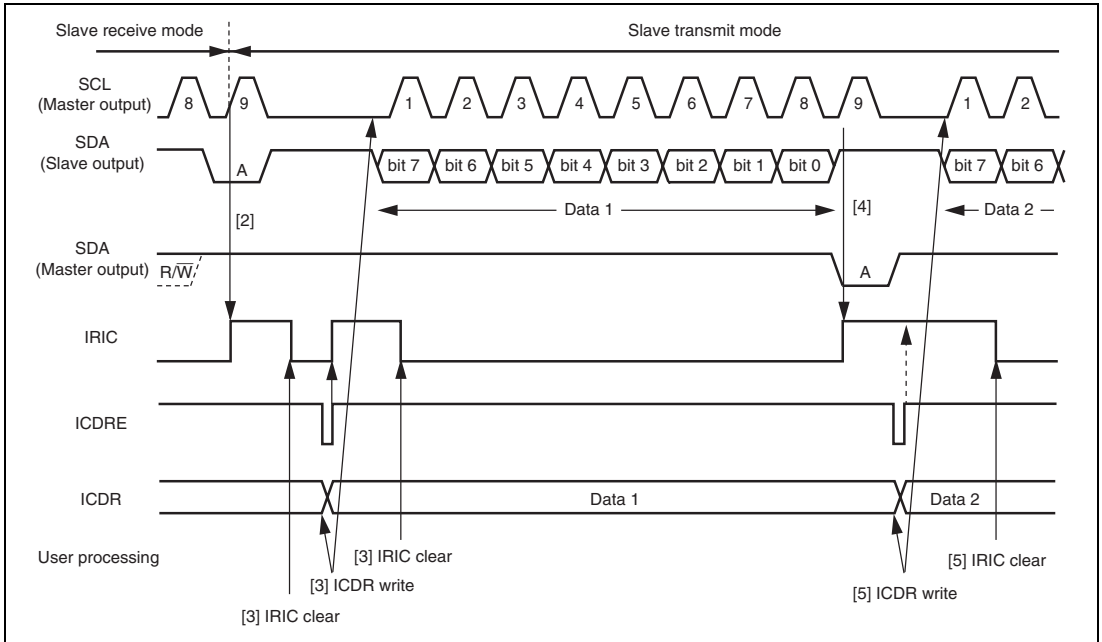 Slave receive mode Slave transmit mode
SCL
(Master output) 8 9 1 2 3 4 5 6 7 8 9 1 2
SDA
(Slave output) A bit 7 bit 6 bit 5 bit 4 bit 3 bit 2 bit 1 bit 0 bit 7 bit 6
[2] Data 1 [4] Data 2
SDA
(Master output) R/W̅ A
IRIC
ICDRE
ICDR Data 1 Data 2
User processing
[3] IRIC clear
[5] IRIC clear
[3] ICDR write
[5] ICDR write
[3] IRIC clear